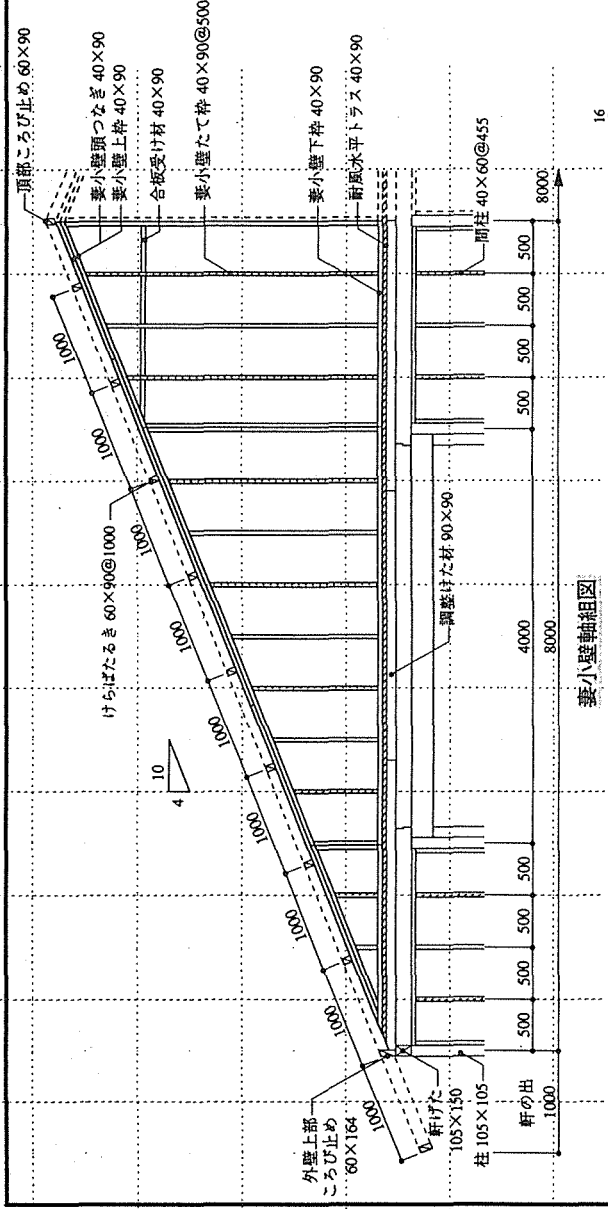 頂部ころび止め 60×90
妻小壁頭つなぎ 40×90
妻小壁上枠 40×90
合板受け材 40×90
妻小壁たて枠 40×90@500
妻小壁下枠 40×90
耐風水平トラス 40×90
間柱 40×60@455
けらばたるき 60×90@1000
1000
1000
1000
1000
1000
1000
1000
1000
1000
10
4
調整けた材 90×90
外壁上部
ころび止め
60×164
軒げた
105×150
柱 105×105
軒の出
1000
500
500
500
500
4000
500
500
500
500
8000
8000
妻小壁軸組図
16